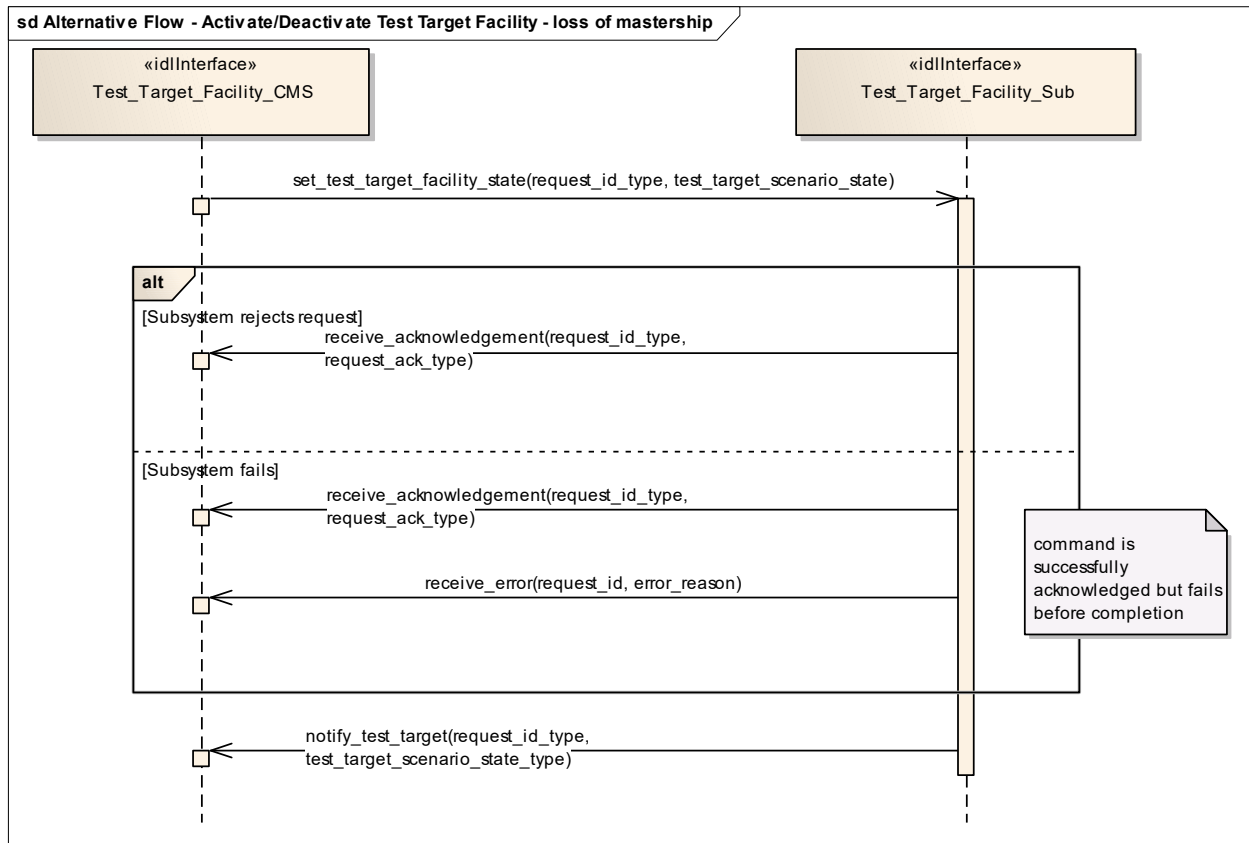 sd Alternative Flow - Activate/Deactivate Test Target Facility - loss of mastership
«idlInterface»
Test_Target_Facility_CMS
«idlInterface»
Test_Target_Facility_Sub
set_test_target_facility_state(request_id_type, test_target_scenario_state)
alt
[Subsystem rejects request]
receive_acknowledgement(request_id_type,
request_ack_type)
[Subsystem fails]
receive_acknowledgement(request_id_type,
request_ack_type)
command is
successfully
acknowledged but fails
before completion
receive_error(request_id, error_reason)
notify_test_target(request_id_type,
test_target_scenario_state_type)